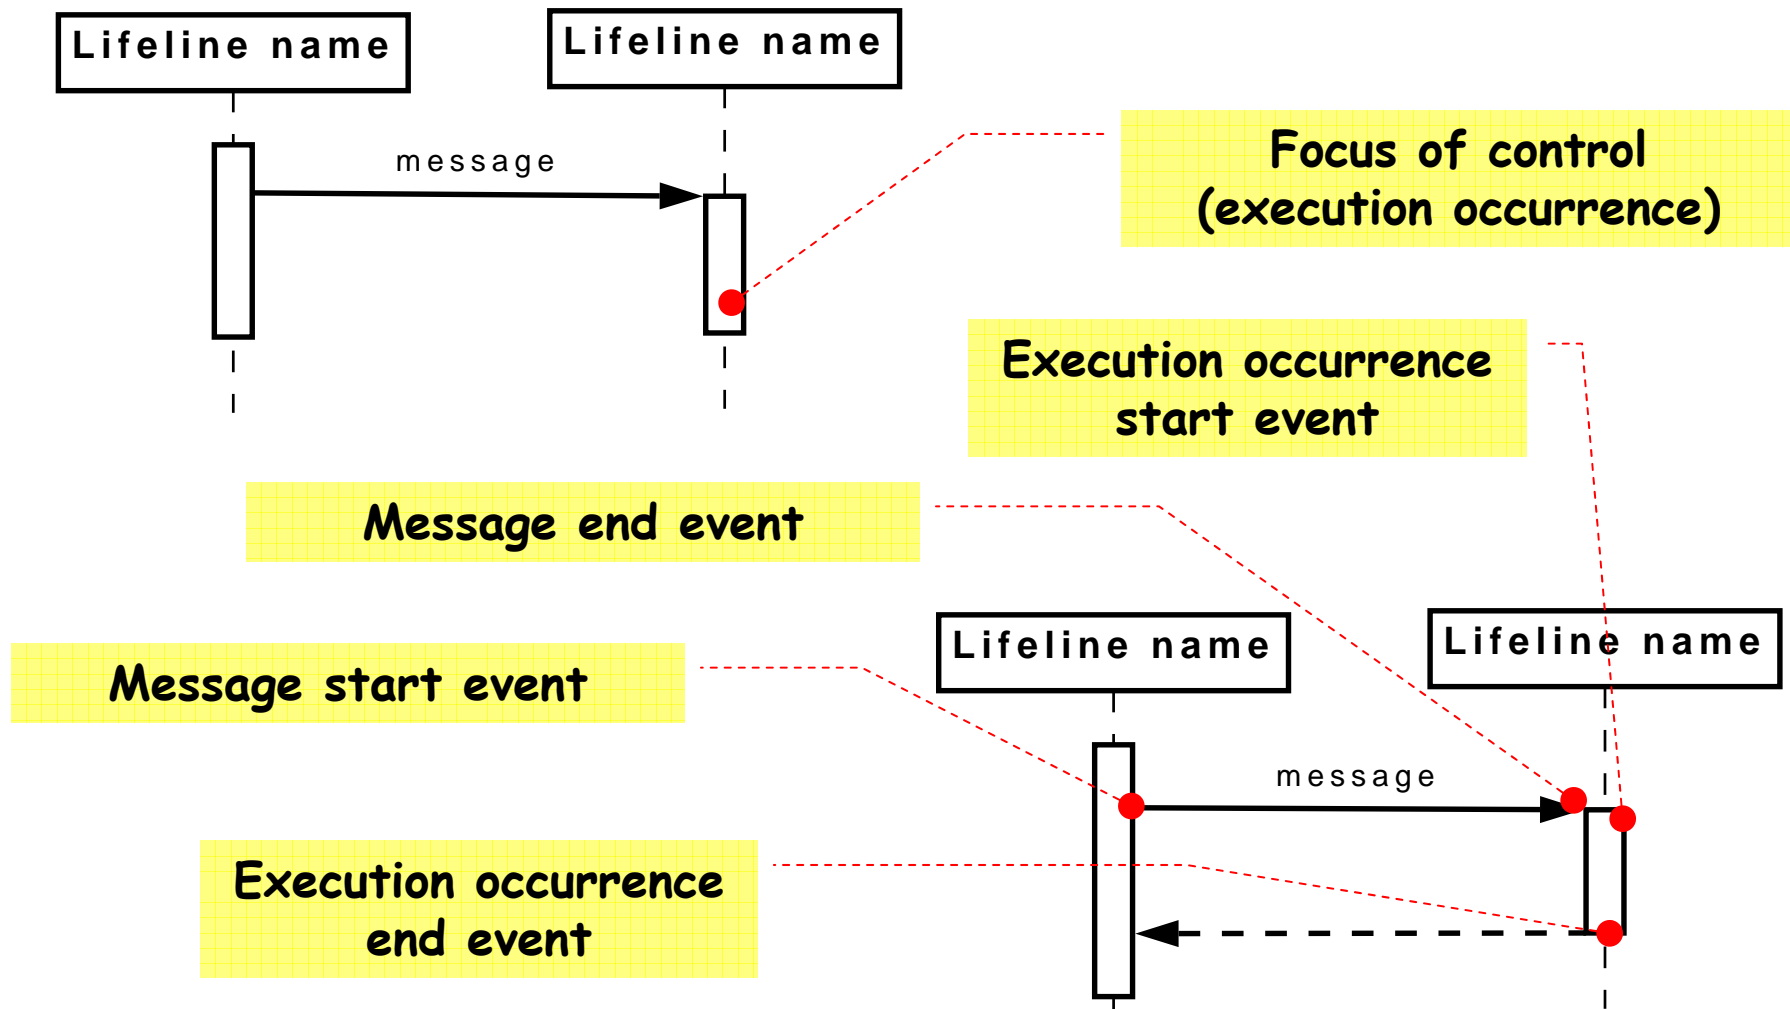 Lifeline name
Lifeline name
message
Focus of control
(execution occurrence)
Execution occurrence
start event
Message end event
Lifeline name
Lifeline name
Message start event
message
Execution occurrence
end event